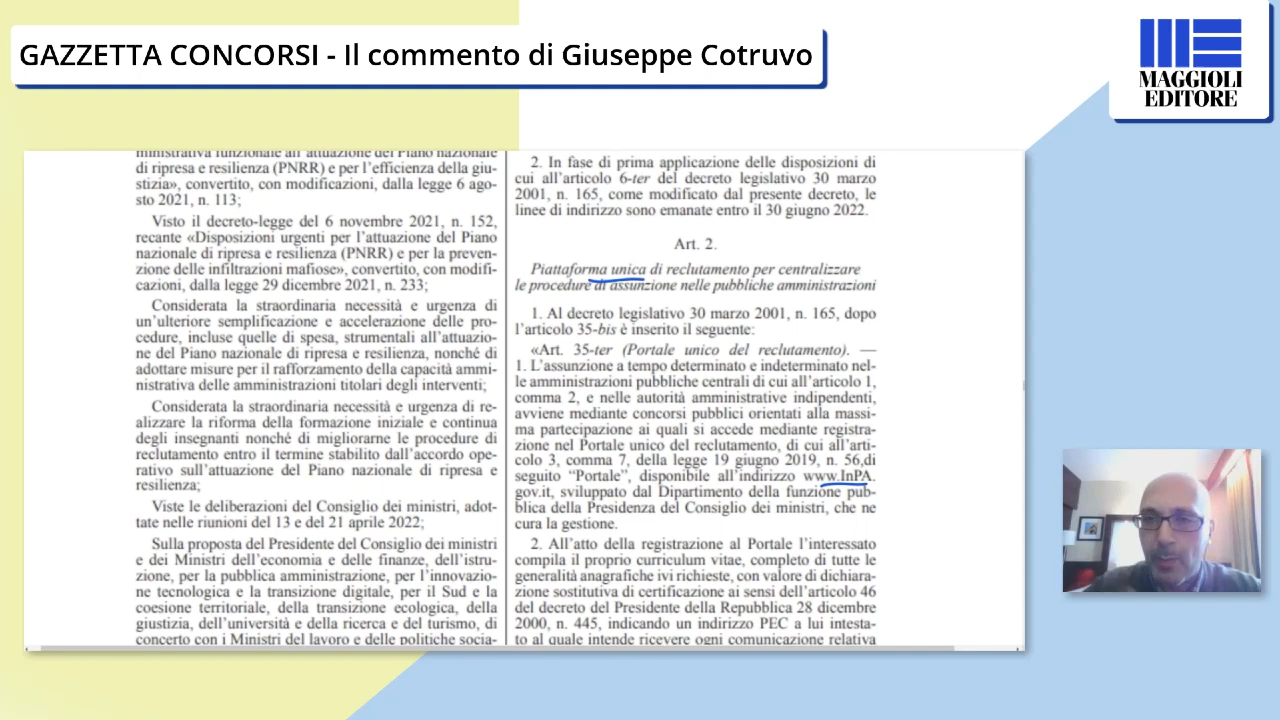 GAZZETTA CONCORSI - Il commento di Giuseppe Cotruvo
MAGGIOLI
EDITORE
ministrativa funzionale all'attuazione del Piano nazionale
di ripresa e resilienza (PNRR) e per l'efficienza della giu-
stizia», convertito, con modificazioni, dalla legge 6 ago-
sto 2021, n. 113;
Visto il decreto-legge del 6 novembre 2021, n. 152,
recante «Disposizioni urgenti per l'attuazione del Piano
nazionale di ripresa e resilienza (PNRR) e per la preven-
zione delle infiltrazioni mafiose», convertito, con modifi-
cazioni, dalla legge 29 dicembre 2021, n. 233;
Considerata la straordinaria necessità e urgenza di
un'ulteriore semplificazione e accelerazione delle pro-
cedure, incluse quelle di spesa, strumentali all'attuazio-
ne del Piano nazionale di ripresa e resilienza, nonché di
adottare misure per il rafforzamento della capacità ammi-
nistrativa delle amministrazioni titolari degli interventi;
Considerata la straordinaria necessità e urgenza di re-
alizzare la riforma della formazione iniziale e continua
degli insegnanti nonché di migliorarne le procedure di
reclutamento entro il termine stabilito dall'accordo ope-
rativo sull'attuazione del Piano nazionale di ripresa e
resilienza;
Viste le deliberazioni del Consiglio dei ministri, adot-
tate nelle riunioni del 13 e del 21 aprile 2022;
Sulla proposta del Presidente del Consiglio dei ministri
e dei Ministri dell'economia e delle finanze, dell'istru-
zione, per la pubblica amministrazione, per l'innovazio-
ne tecnologica e la transizione digitale, per il Sud e la
coesione territoriale, della transizione ecologica, della
giustizia, dell'università e della ricerca e del turismo, di
concerto con i Ministri del lavoro e delle politiche socia-
2. In fase di prima applicazione delle disposizioni di
cui all'articolo 6-ter del decreto legislativo 30 marzo
2001, n. 165, come modificato dal presente decreto, le
linee di indirizzo sono emanate entro il 30 giugno 2022.
Art. 2.
Piattaforma unica di reclutamento per centralizzare
le procedure di assunzione nelle pubbliche amministrazioni
1. Al decreto legislativo 30 marzo 2001, n. 165, dopo
l'articolo 35-bis è inserito il seguente:
«Art. 35-ter (Portale unico del reclutamento). —
1. L'assunzione a tempo determinato e indeterminato nel-
le amministrazioni pubbliche centrali di cui all'articolo 1,
comma 2, e nelle autorità amministrative indipendenti,
avviene mediante concorsi pubblici orientati alla massi-
ma partecipazione ai quali si accede mediante registra-
zione nel Portale unico del reclutamento, di cui all'arti-
colo 3, comma 7, della legge 19 giugno 2019, n. 56,di
seguito “Portale”, disponibile all'indirizzo www.InPA.
gov.it, sviluppato dal Dipartimento della funzione pub-
blica della Presidenza del Consiglio dei ministri, che ne
cura la gestione.
2. All'atto della registrazione al Portale l'interessato
compila il proprio curriculum vitae, completo di tutte le
generalità anagrafiche ivi richieste, con valore di dichiara-
zione sostitutiva di certificazione ai sensi dell'articolo 46
del decreto del Presidente della Repubblica 28 dicembre
2000, n. 445, indicando un indirizzo PEC a lui intesta-
to al quale intende ricevere ogni comunicazione relativa